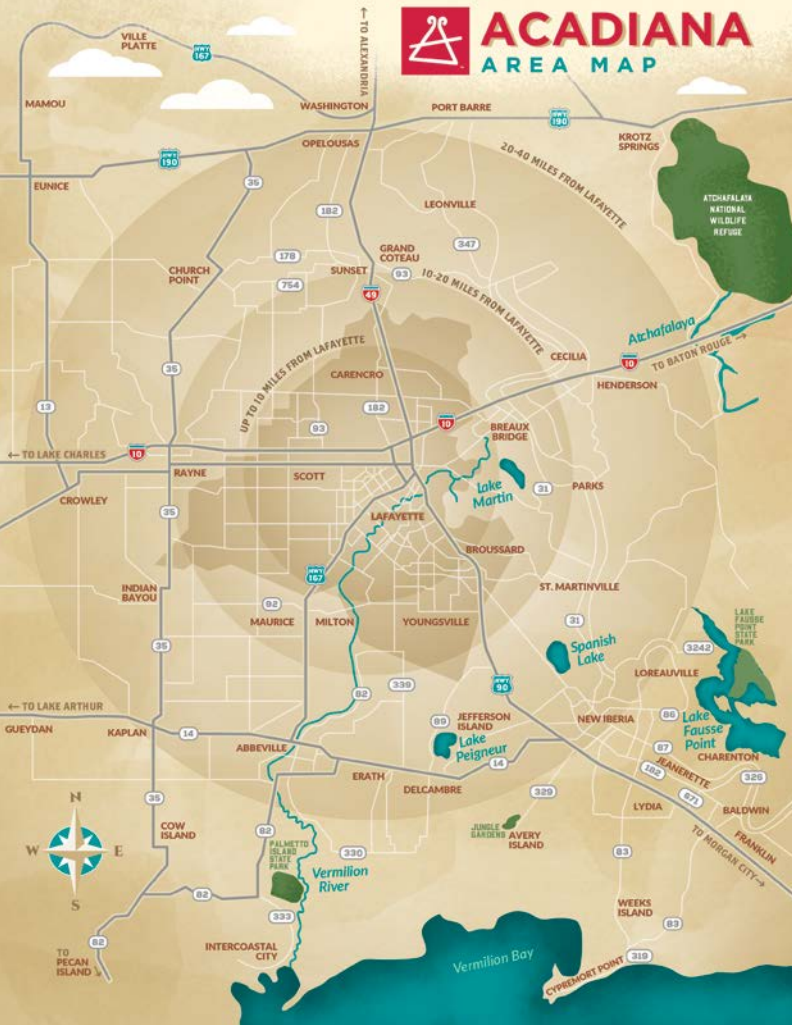 ACADIANA
AREA MAP
← TO ALEXANDRIA
VILLE
PLATTE
HWY
167
MAMOU
WASHINGTON
PORT BARRE
HWY
190
KROTZ
SPRINGS
OPELOUSAS
HWY
190
20-40 MILES FROM LAFAYETTE
EUNICE
35
182
LEONVILLE
ATCHAFALAYA
NATIONAL
WILDLIFE
REFUGE
347
178
GRAND
COTEAU
CHURCH
POINT
SUNSET
93
754
49
10-20 MILES FROM LAFAYETTE
Atchafalaya
TO BATON ROUGE →
UP TO 10 MILES FROM LAFAYETTE
CECILIA
10
35
CARENCRO
HENDERSON
13
182
93
10
BREAUX
BRIDGE
← TO LAKE CHARLES
10
RAYNE
SCOTT
Lake
Martin
31
PARKS
CROWLEY
35
LAFAYETTE
BROUSSARD
HWY
167
INDIAN
BAYOU
ST. MARTINVILLE
92
MAURICE
MILTON
YOUNGSVILLE
31
LAKE
FAUSSE
POINT STATE
PARK
35
Spanish
Lake
3242
LOREAUVILLE
82
339
HWY
90
← TO LAKE ARTHUR
GUEYDAN
KAPLAN
14
89
JEFFERSON
ISLAND
NEW IBERIA
86
Lake
Fausse
Point
ABBEVILLE
Lake
Peigneur
14
87
CHARENTON
ERATH
182
JEANERETTE
326
DELCAMBRE
329
671
LYDIA
BALDWIN
N
W
E
S
35
COW
ISLAND
82
JUNGLE
GARDENS
AVERY
ISLAND
FRANKLIN
TO MORGAN CITY →
PALMETTO
ISLAND
STATE
PARK
330
83
Vermilion
River
82
333
WEEKS
ISLAND
83
82
TO
PECAN
ISLAND
INTERCOASTAL
CITY
Vermilion Bay
319
CYPREMORT POINT